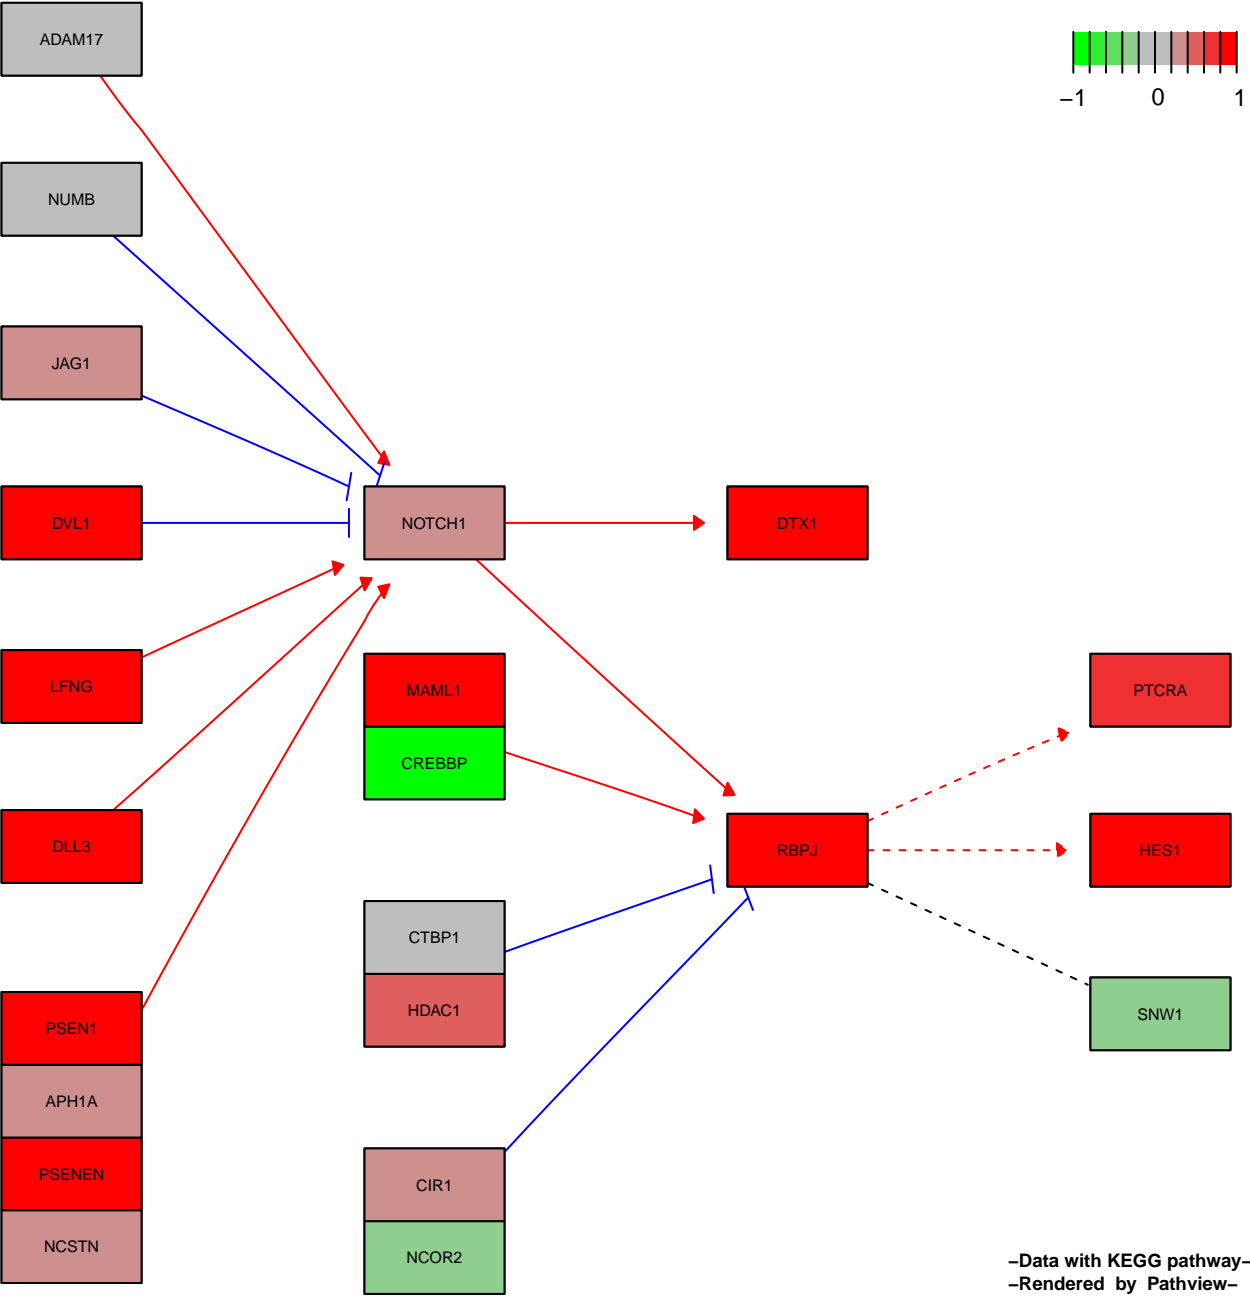 ADAM17
−1 0 1
NUMB
JAG1
DVL1
NOTCH1
DTX1
LFNG
MAML1
PTCRA
CREBBP
DLL3
RBPJ
HES1
CTBP1
HDAC1
SNW1
PSEN1
APH1A
PSENEN
NCSTN
CIR1
NCOR2
−Data with KEGG pathway−
−Rendered by Pathview−